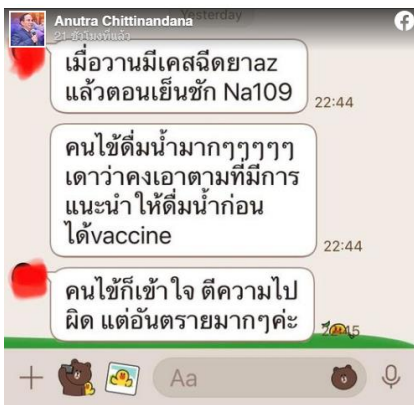 Anutra Chittinandana
21 ชั่วโมงที่แล้ว
Yesterday
เมื่อวานมีเคสฉีดยาaz
แล้วตอนเย็นชัก Na109
22:44
คนไข้ดื่มน้ำมากๆๆๆๆๆ
เดาว่าคงเอาตามที่มีการ
แนะนำให้ดื่มน้ำก่อน
ได้vaccine
22:44
คนไข้ก็เข้าใจ ตีความไป
ผิด แต่อันตรายมากๆค่ะ
22:45
Aa